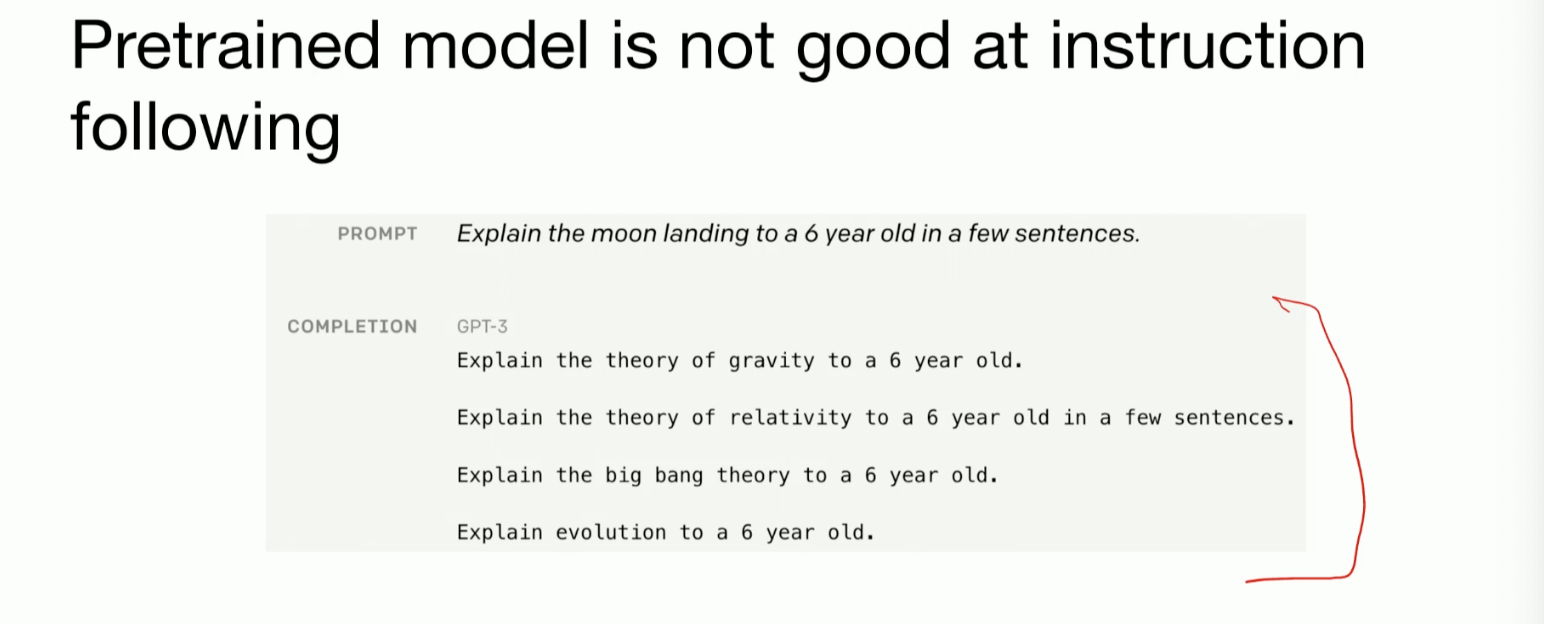 Pretrained model is not good at instruction
following
PROMPT Explain the moon landing to a 6 year old in a few sentences.
COMPLETION GPT-3
Explain the theory of gravity to a 6 year old.
Explain the theory of relativity to a 6 year old in a few sentences.
Explain the big bang theory to a 6 year old.
Explain evolution to a 6 year old.